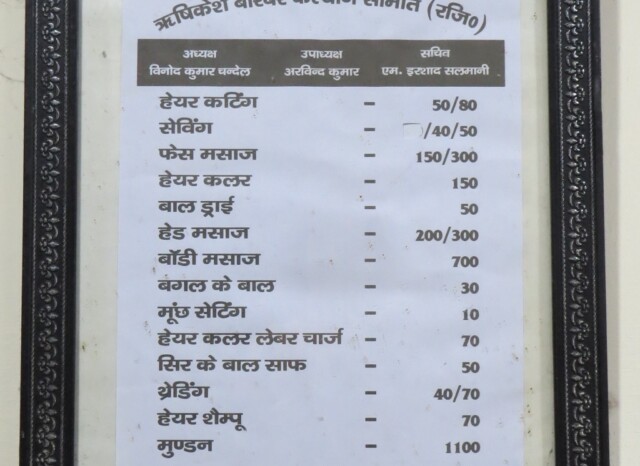 ऋषिकेश बारबर कल्याण समिति (रजि०)
अध्यक्ष उपाध्यक्ष सचिव
विनोद कुमार चन्देल अरविन्द कुमार एम. इरशाद सलमानी
हेयर कटिंग - 50/80
सेविंग - /40/50
फेस मसाज - 150/300
हेयर कलर - 150
बाल ड्राई - 50
हेड मसाज - 200/300
बॉडी मसाज - 700
बगल के बाल - 30
मूंछ सेटिंग - 10
हेयर कलर लेबर चार्ज - 70
सिर के बाल साफ - 50
थ्रेडिंग - 40/70
हेयर शैम्पू - 70
मुण्डन - 1100